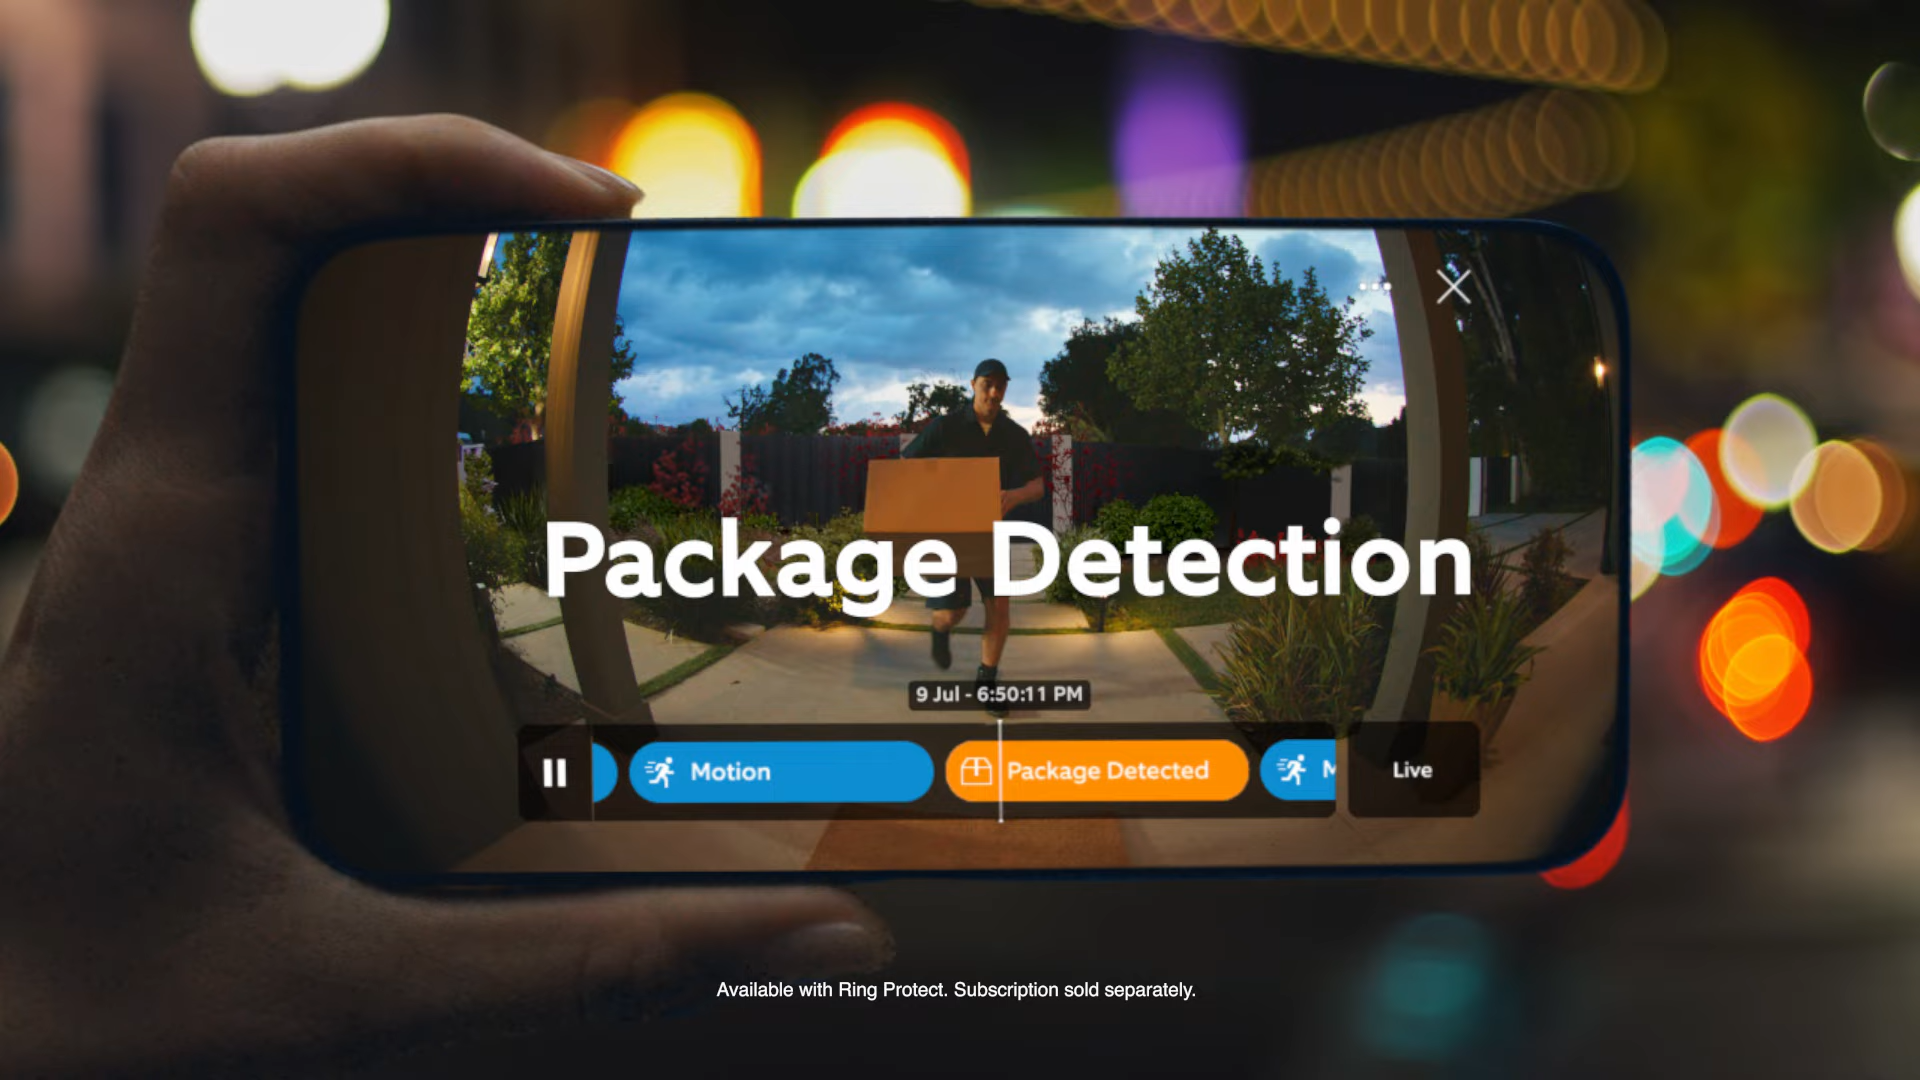 Package Detection
9 Jul - 6:50:11 PM
Motion
Package Detected
M
Live
Available with Ring Protect. Subscription sold separately.